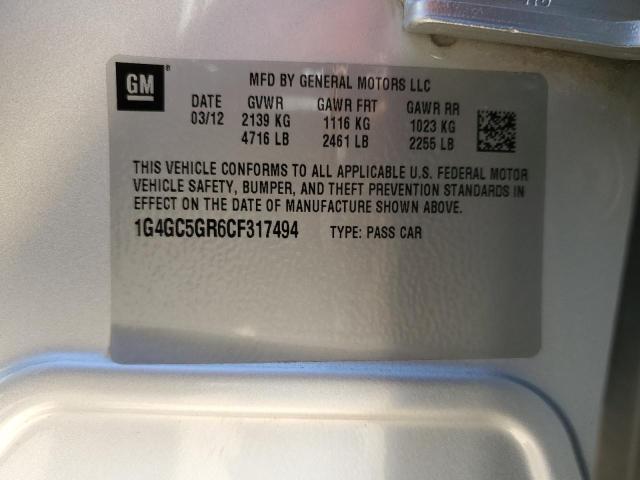 GM ®
MFD BY GENERAL MOTORS LLC
DATE GVWR GAWR FRT GAWR RR
03/12 2139 KG 1116 KG 1023 KG
4716 LB 2461 LB 2255 LB
THIS VEHICLE CONFORMS TO ALL APPLICABLE U.S. FEDERAL MOTOR
VEHICLE SAFETY, BUMPER, AND THEFT PREVENTION STANDARDS IN
EFFECT ON THE DATE OF MANUFACTURE SHOWN ABOVE.
1G4GC5GR6CF317494 TYPE: PASS CAR